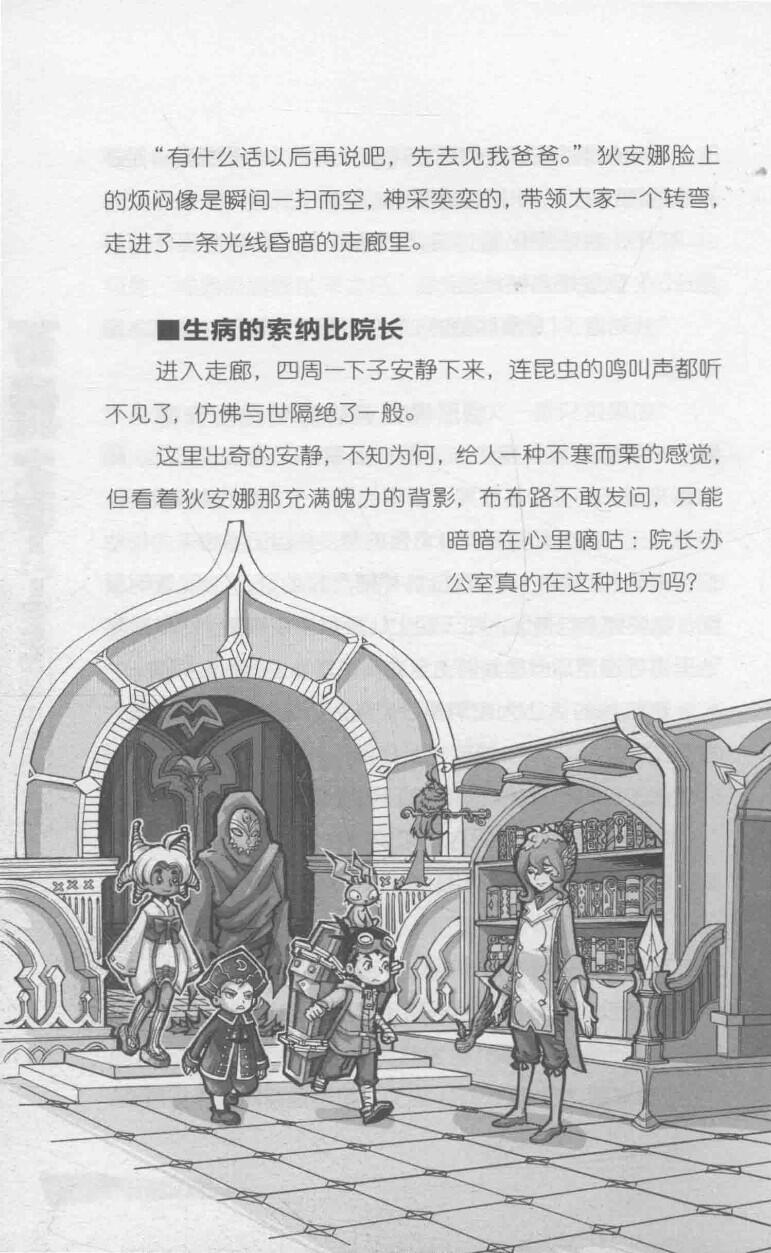 “有什么话以后再说吧，先去见我爸爸。”狄安娜脸上
的烦闷像是瞬间一扫而空，神采奕奕的，带领大家一个转弯，
走进了一条光线昏暗的走廊里。
■生病的索纳比院长
进入走廊，四周一下子安静下来，连昆虫的鸣叫声都听
不见了，仿佛与世隔绝了一般。
这里出奇的安静，不知为何，给人一种不寒而栗的感觉，
但看着狄安娜那充满魄力的背影，布布路不敢发问，只能
暗暗在心里嘀咕：院长办
公室真的在这种地方吗？